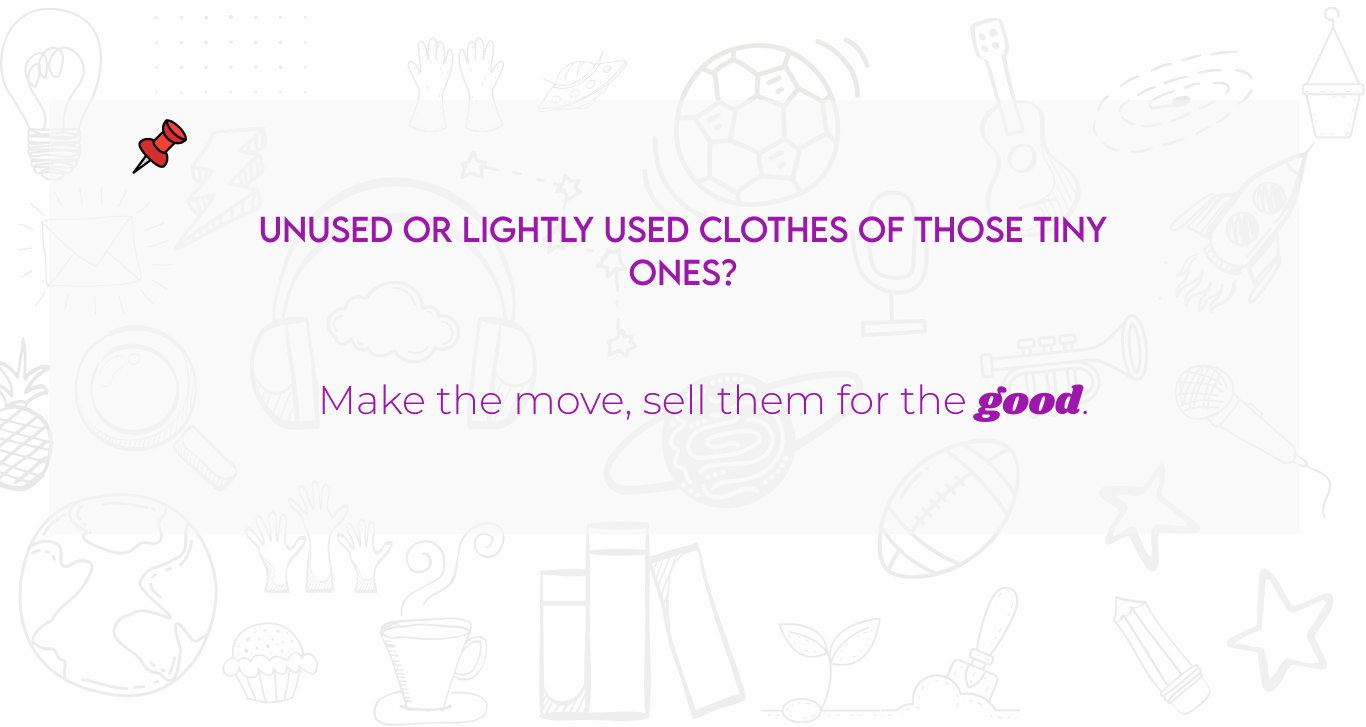 UNUSED OR LIGHTLY USED CLOTHES OF THOSE TINY
ONES?
Make the move, sell them for the good.